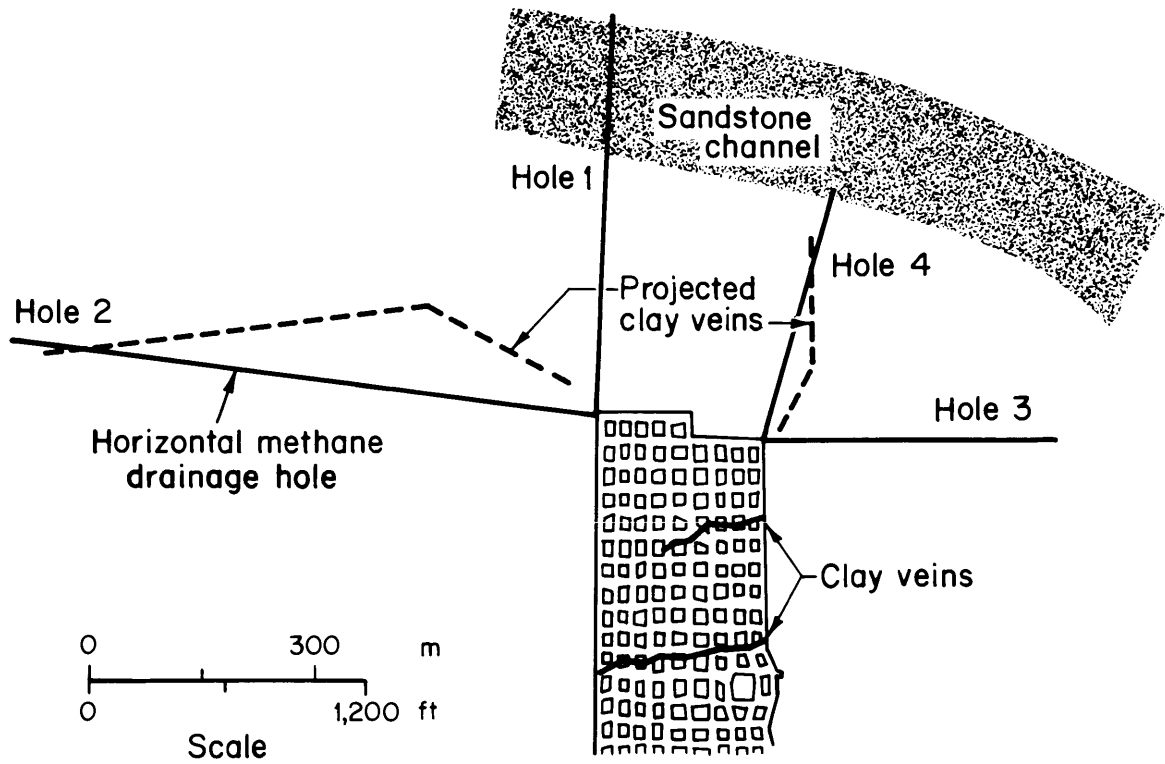 Sandstone
channel
Hole 1
Hole 4
Projected
clay veins
Hole 2
Hole 3
Horizontal methane
drainage hole
Clay veins
0 300 m
0 1,200 ft
Scale